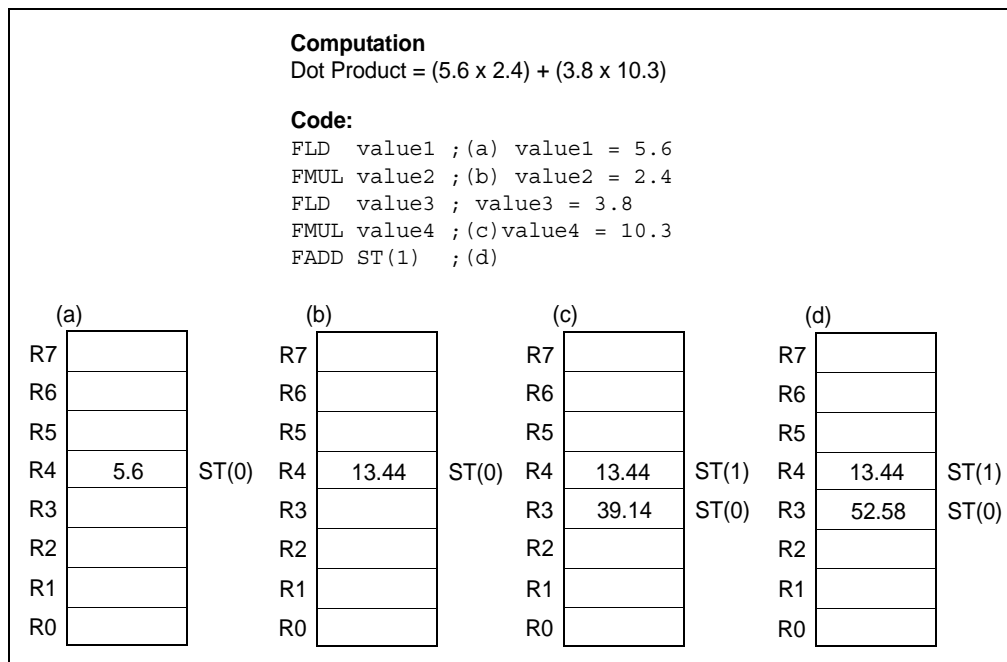 Computation
Dot Product = (5.6 x 2.4) + (3.8 x 10.3)
Code:
FLD value1 ;(a) value1 = 5.6
FMUL value2 ;(b) value2 = 2.4
FLD value3 ; value3 = 3.8
FMUL value4 ;(c)value4 = 10.3
FADD ST(1) ;(d)
(a) (b) (c) (d)
R7 R7 R7 R7
R6 R6 R6 R6
R5 R5 R5 R5
R4 5.6 ST(0) R4 13.44 ST(0) R4 13.44 ST(1) R4 13.44 ST(1)
R3 R3 R3 39.14 ST(0) R3 52.58 ST(0)
R2 R2 R2 R2
R1 R1 R1 R1
R0 R0 R0 R0